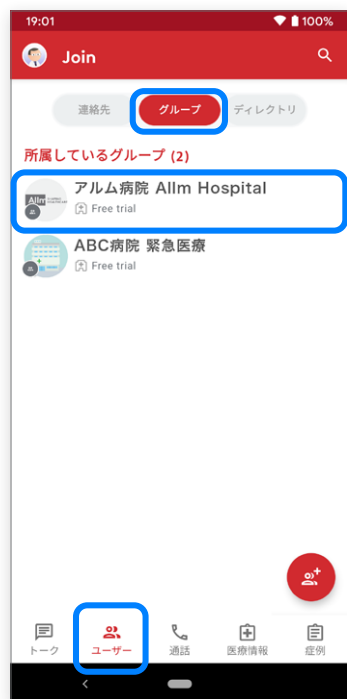 19:01 100%
Join
連絡先 グループ ディレクトリ
所属しているグループ (2)
アルム病院 Allm Hospital
Allm
Free trial
ABC病院 緊急医療
Free trial
トーク ユーザー 通話 医療情報 症例